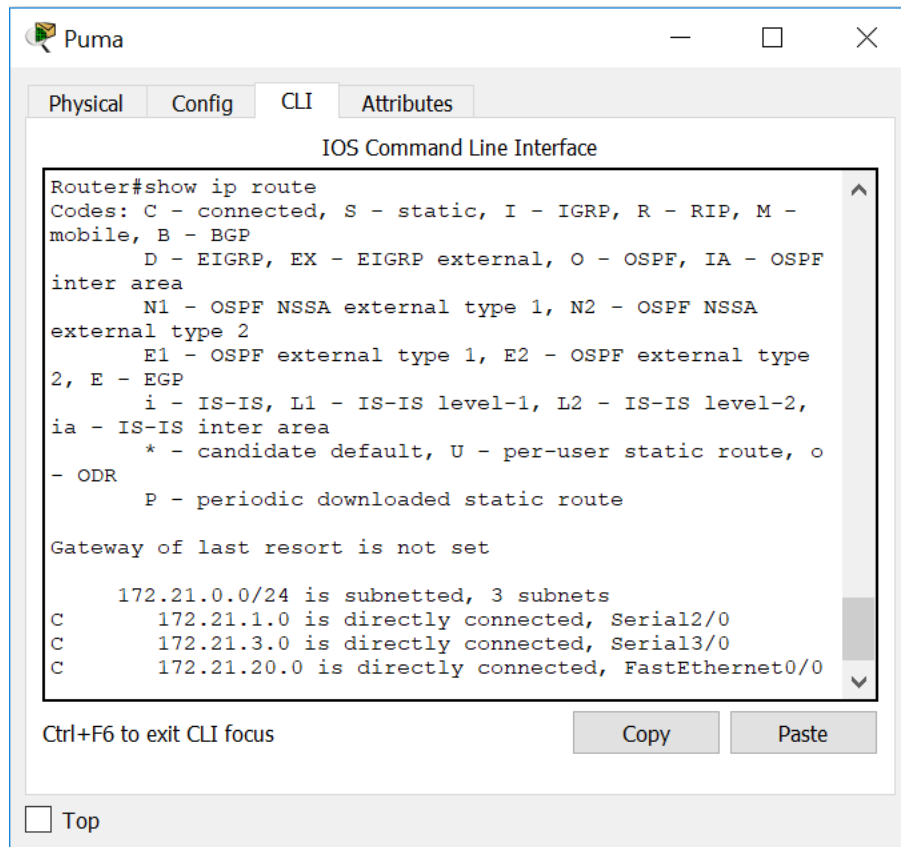 Puma
Physical Config CLI Attributes
IOS Command Line Interface
Router#show ip route
Codes: C - connected, S - static, I - IGRP, R - RIP, M -
mobile, B - BGP
D - EIGRP, EX - EIGRP external, O - OSPF, IA - OSPF
inter area
N1 - OSPF NSSA external type 1, N2 - OSPF NSSA
external type 2
E1 - OSPF external type 1, E2 - OSPF external type
2, E - EGP
i - IS-IS, L1 - IS-IS level-1, L2 - IS-IS level-2,
ia - IS-IS inter area
* - candidate default, U - per-user static route, o
- ODR
P - periodic downloaded static route
Gateway of last resort is not set
172.21.0.0/24 is subnetted, 3 subnets
C 172.21.1.0 is directly connected, Serial2/0
C 172.21.3.0 is directly connected, Serial3/0
C 172.21.20.0 is directly connected, FastEthernet0/0
Ctrl+F6 to exit CLI focus Copy Paste
Top